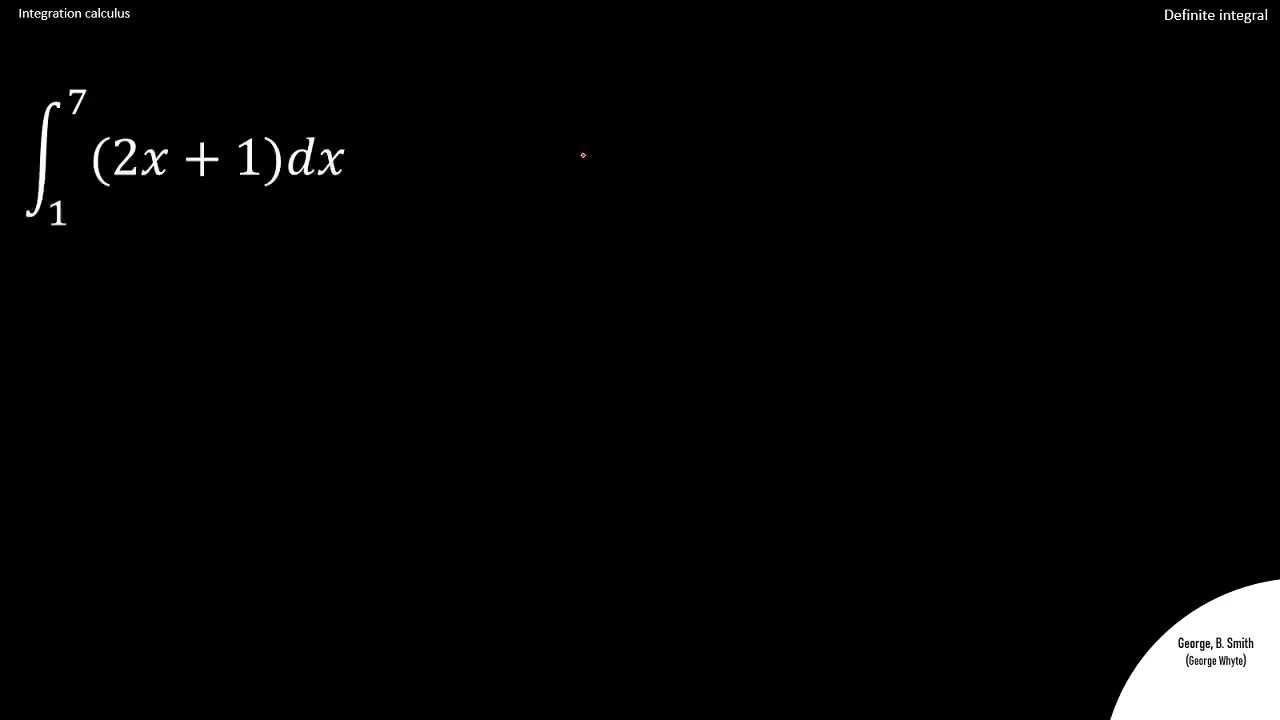 Integration calculus
Definite integral
∫₁⁷ (2x + 1)dx
George, B. Smith
(George Whyte)